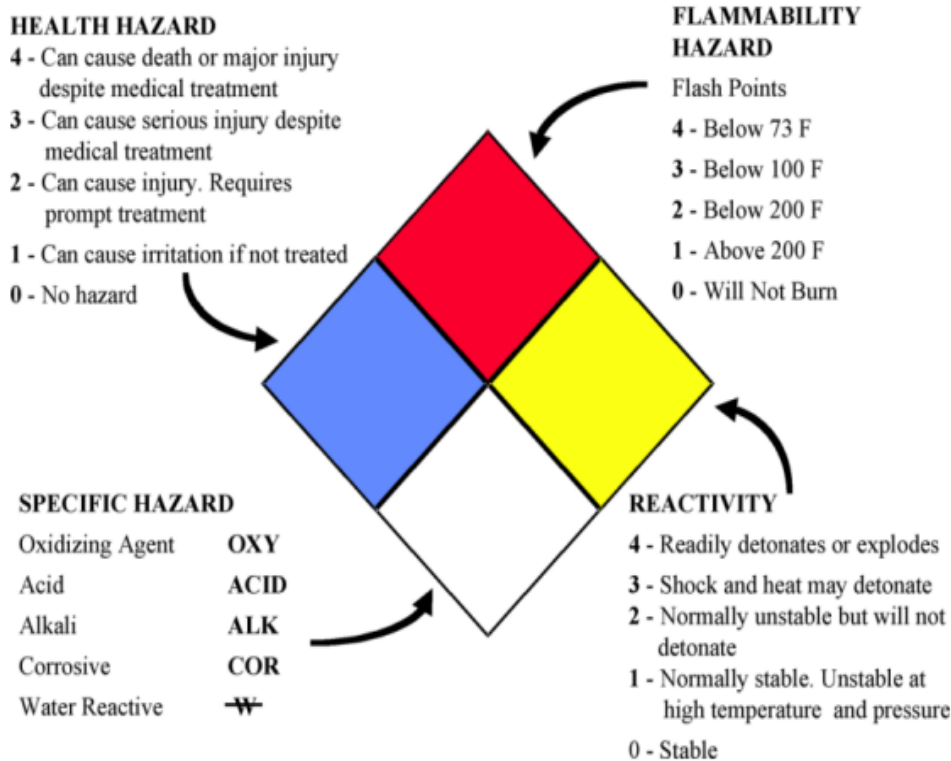 HEALTH HAZARD
4 - Can cause death or major injury
despite medical treatment
3 - Can cause serious injury despite
medical treatment
2 - Can cause injury. Requires
prompt treatment
1 - Can cause irritation if not treated
0 - No hazard
FLAMMABILITY
HAZARD
Flash Points
4 - Below 73 F
3 - Below 100 F
2 - Below 200 F
1 - Above 200 F
0 - Will Not Burn
SPECIFIC HAZARD
Oxidizing Agent OXY
Acid ACID
Alkali ALK
Corrosive COR
Water Reactive W
REACTIVITY
4 - Readily detonates or explodes
3 - Shock and heat may detonate
2 - Normally unstable but will not
detonate
1 - Normally stable. Unstable at
high temperature and pressure
0 - Stable